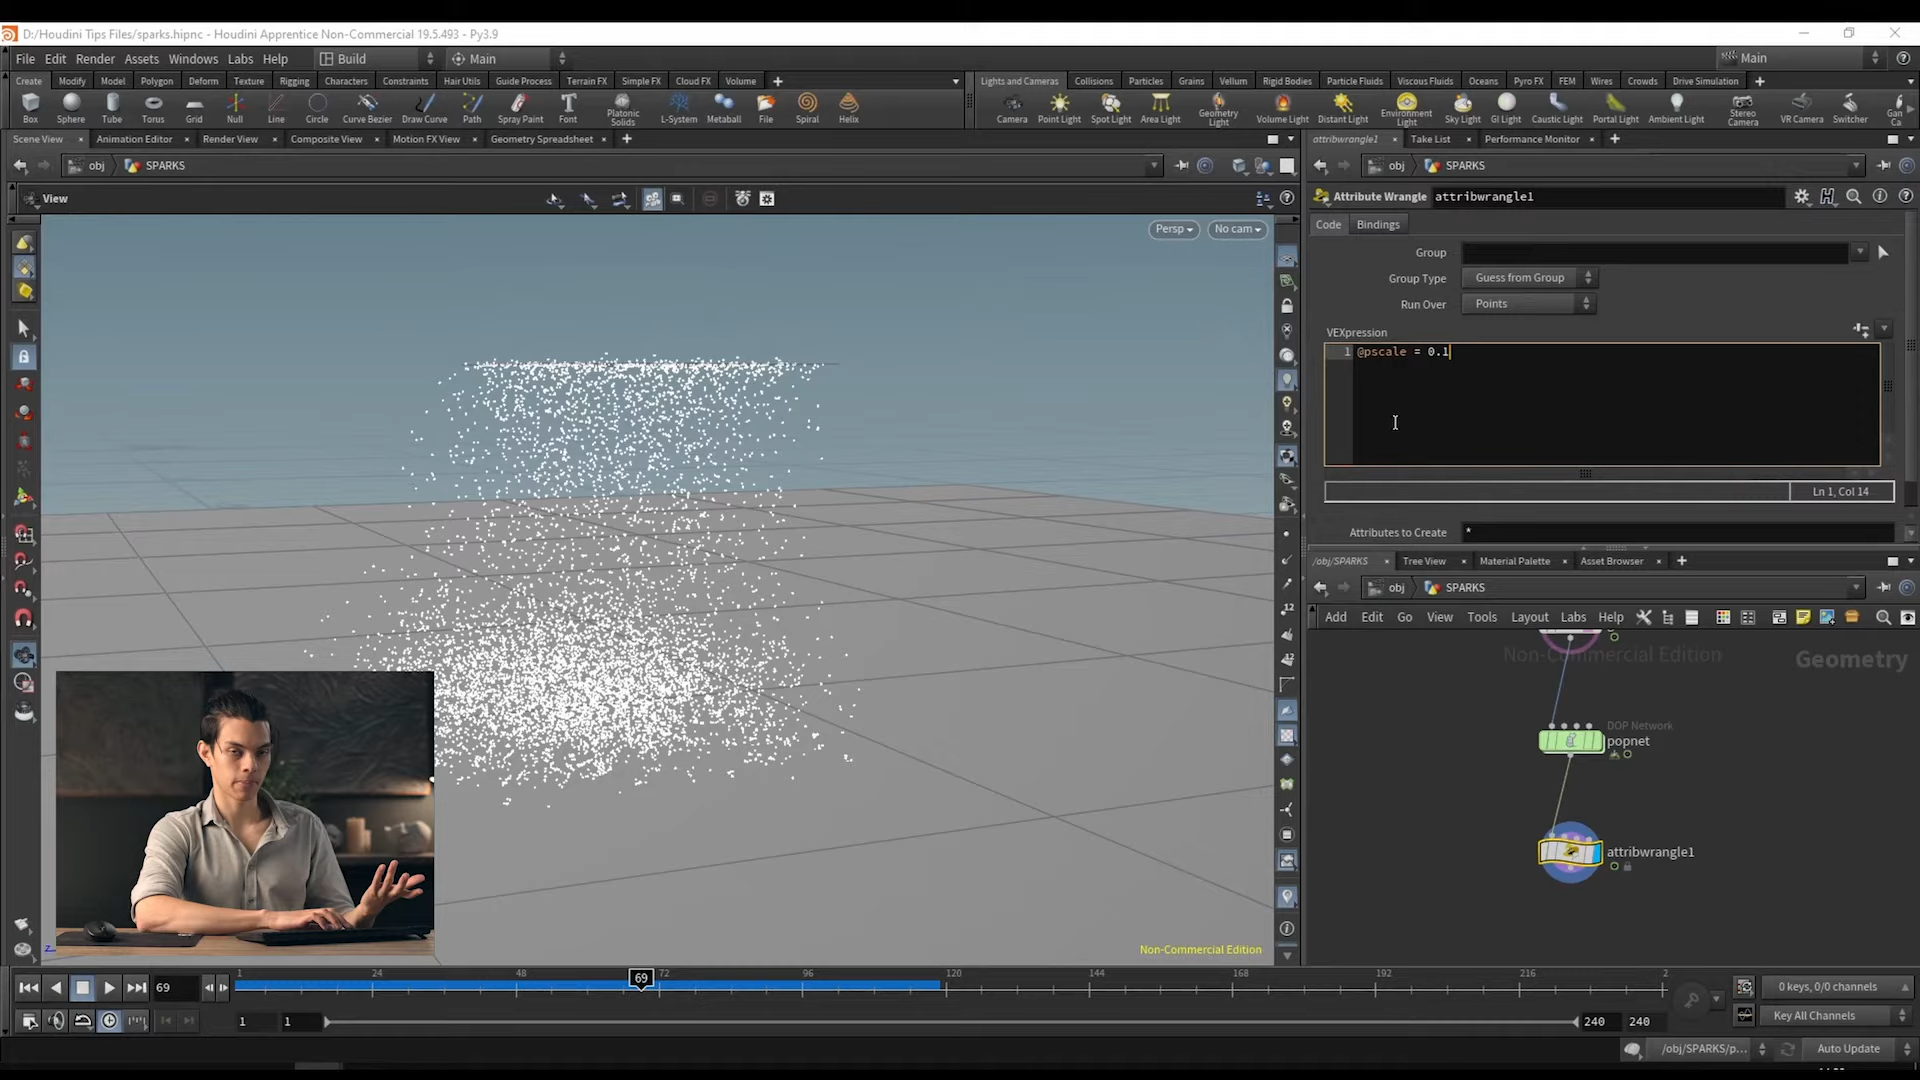 D:/Houdini Tips Files/sparks.hipnc - Houdini Apprentice Non-Commercial 19.5.493 - Py3.9
File Edit Render Assets Windows Labs Help Build Main Main
Create Modify Model Polygon Deform Texture Rigging Characters Constraints Hair Utils Guide Process Terrain FX Simple FX Cloud FX Volume
Lights and Cameras Collisions Particles Grains Vellum Rigid Bodies Particle Fluids Viscous Fluids Oceans Pyro FX FEM Wires Crowds Drive Simulation
Box Sphere Tube Torus Grid Null Line Circle Curve Bezier Draw Curve Path Spray Paint Font Platonic Solids L-System Metaball File Spiral Helix
Camera Point Light Spot Light Area Light Geometry Light Volume Light Distant Light Environment Light Sky Light GI Light Caustic Light Portal Light Ambient Light Stereo Camera VR Camera Switcher
Scene View Animation Editor Render View Composite View Motion FX View Geometry Spreadsheet
attribwrangle1 Take List Performance Monitor
obj SPARKS
obj SPARKS
View
Persp No cam
Attribute Wrangle attribwrangle1
Code Bindings
Group
Group Type Guess from Group
Run Over Points
VEXpression
1 @pscale = 0.1
Ln 1, Col 14
Attributes to Create *
/obj/SPARKS Tree View Material Palette Asset Browser
obj SPARKS
Add Edit Go View Tools Layout Labs Help
Non-Commercial Edition
Geometry
DOP Network
popnet
attribwrangle1
Non-Commercial Edition
z
69
1 24 48 69 72 96 120 144 168 192 216 2
0 keys, 0/0 channels
1 1 240 240
Key All Channels
/obj/SPARKS/p... Auto Update